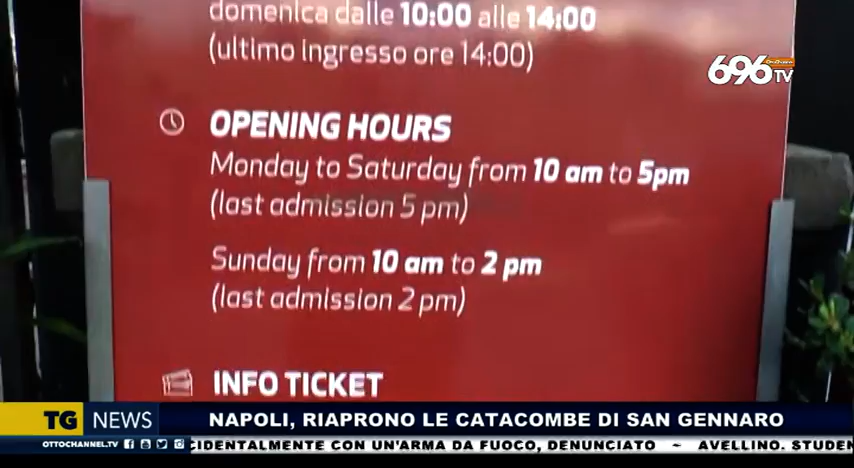 domenica dalle 10:00 alle 14:00
(ultimo ingresso ore 14:00)
696 TV
OPENING HOURS
Monday to Saturday from 10 am to 5pm
(last admission 5 pm)
Sunday from 10 am to 2 pm
(last admission 2 pm)
INFO TICKET
TG NEWS
NAPOLI, RIAPRONO LE CATACOMBE DI SAN GENNARO
OTTOCHANNEL.TV
CIDENTALMENTE CON UN'ARMA DA FUOCO, DENUNCIATO ~ AVELLINO. STUDEN